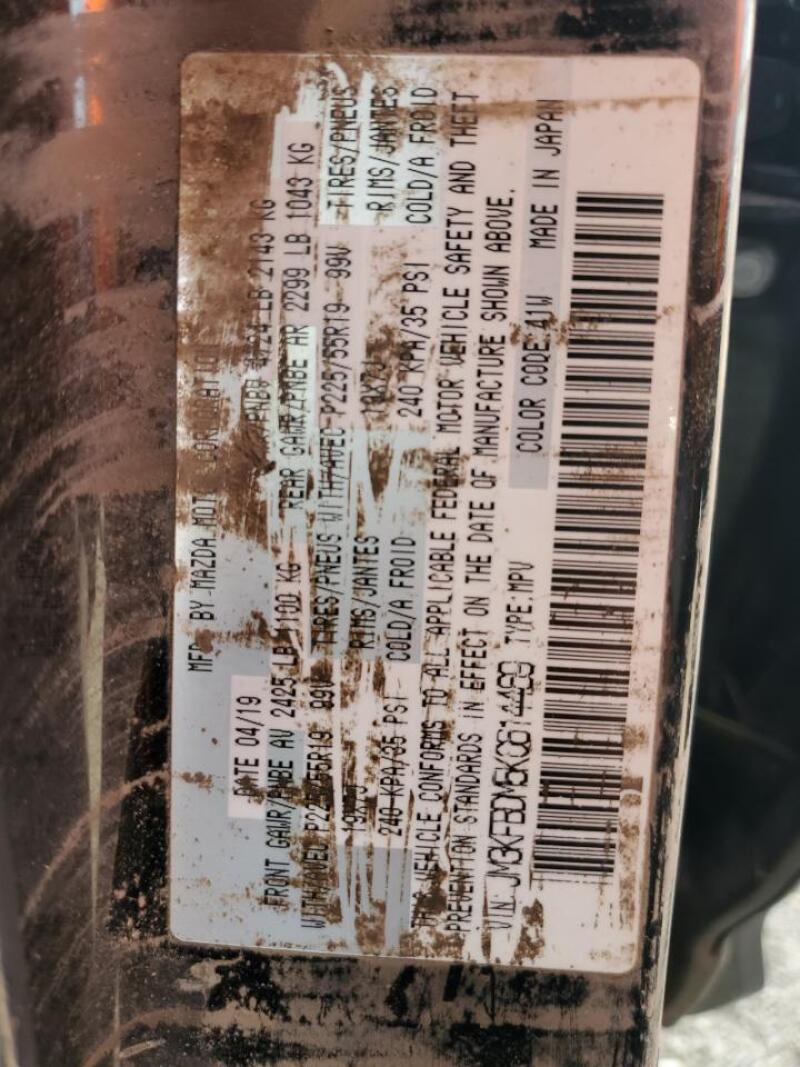 MFD BY MAZDA MOTOR CORPORATION
DATE 04/19 4724 LB 2143 KG
FRONT GAWR/PNBE AV 2425 LB 1100 KG REAR GAWR/PNBE AR 2299 LB 1043 KG
WITH/AVEC P225/55R19 99V TIRES/PNEUS WITH/AVEC P225/55R19 99V TIRES/PNEUS
19X7J RIMS/JANTES 19X7J RIMS/JANTES
240 KPA/35 PSI COLD/A FROID 240 KPA/35 PSI COLD/A FROID
THIS VEHICLE CONFORMS TO ALL APPLICABLE FEDERAL MOTOR VEHICLE SAFETY AND THEFT
PREVENTION STANDARDS IN EFFECT ON THE DATE OF MANUFACTURE SHOWN ABOVE.
VIN: TYPE:MPV COLOR CODE:41W MADE IN JAPAN